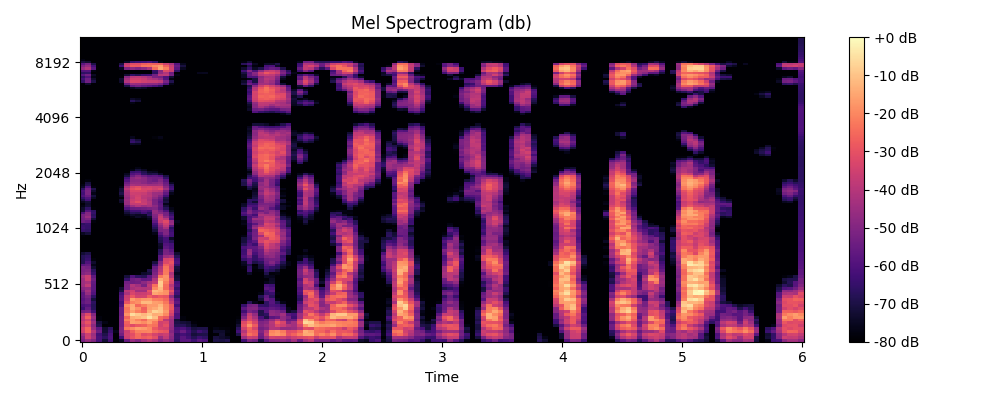 Mel Spectrogram (db)
8192
4096
2048
1024
512
0
Hz
0 1 2 3 4 5 6
Time
+0 dB
-10 dB
-20 dB
-30 dB
-40 dB
-50 dB
-60 dB
-70 dB
-80 dB